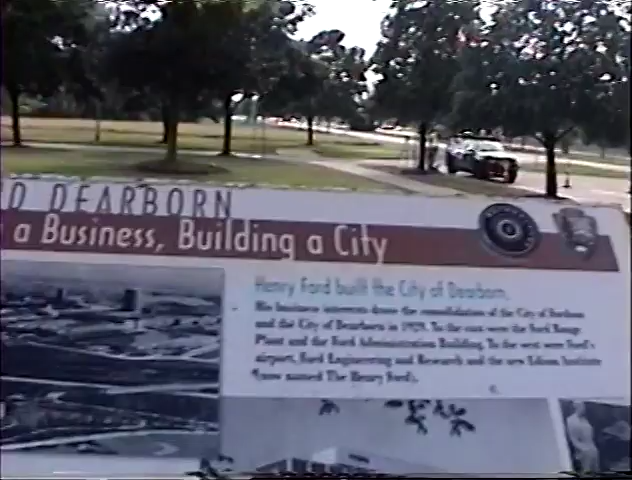 D DEARBORN
a Business, Building a City
Henry Ford built the City of Dearborn.
His business interests drove the consolidation of the City of Fordson
and the City of Dearborn in 1929. To the east were the Ford Rouge
Plant and the Ford Administration Building. To the west were Ford's
airport, Ford Engineering and Research and the new Edison Institute
(now named The Henry Ford).